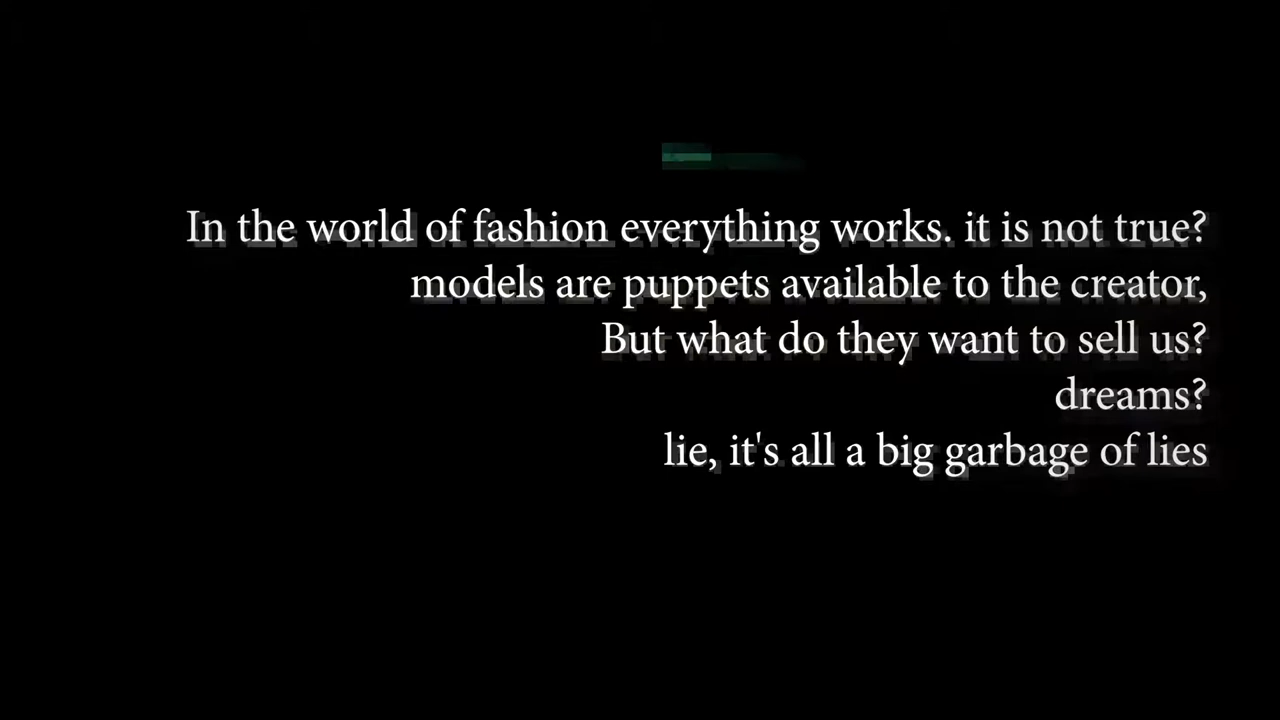 In the world of fashion everything works. it is not true?
models are puppets available to the creator,
But what do they want to sell us?
dreams?
lie, it's all a big garbage of lies